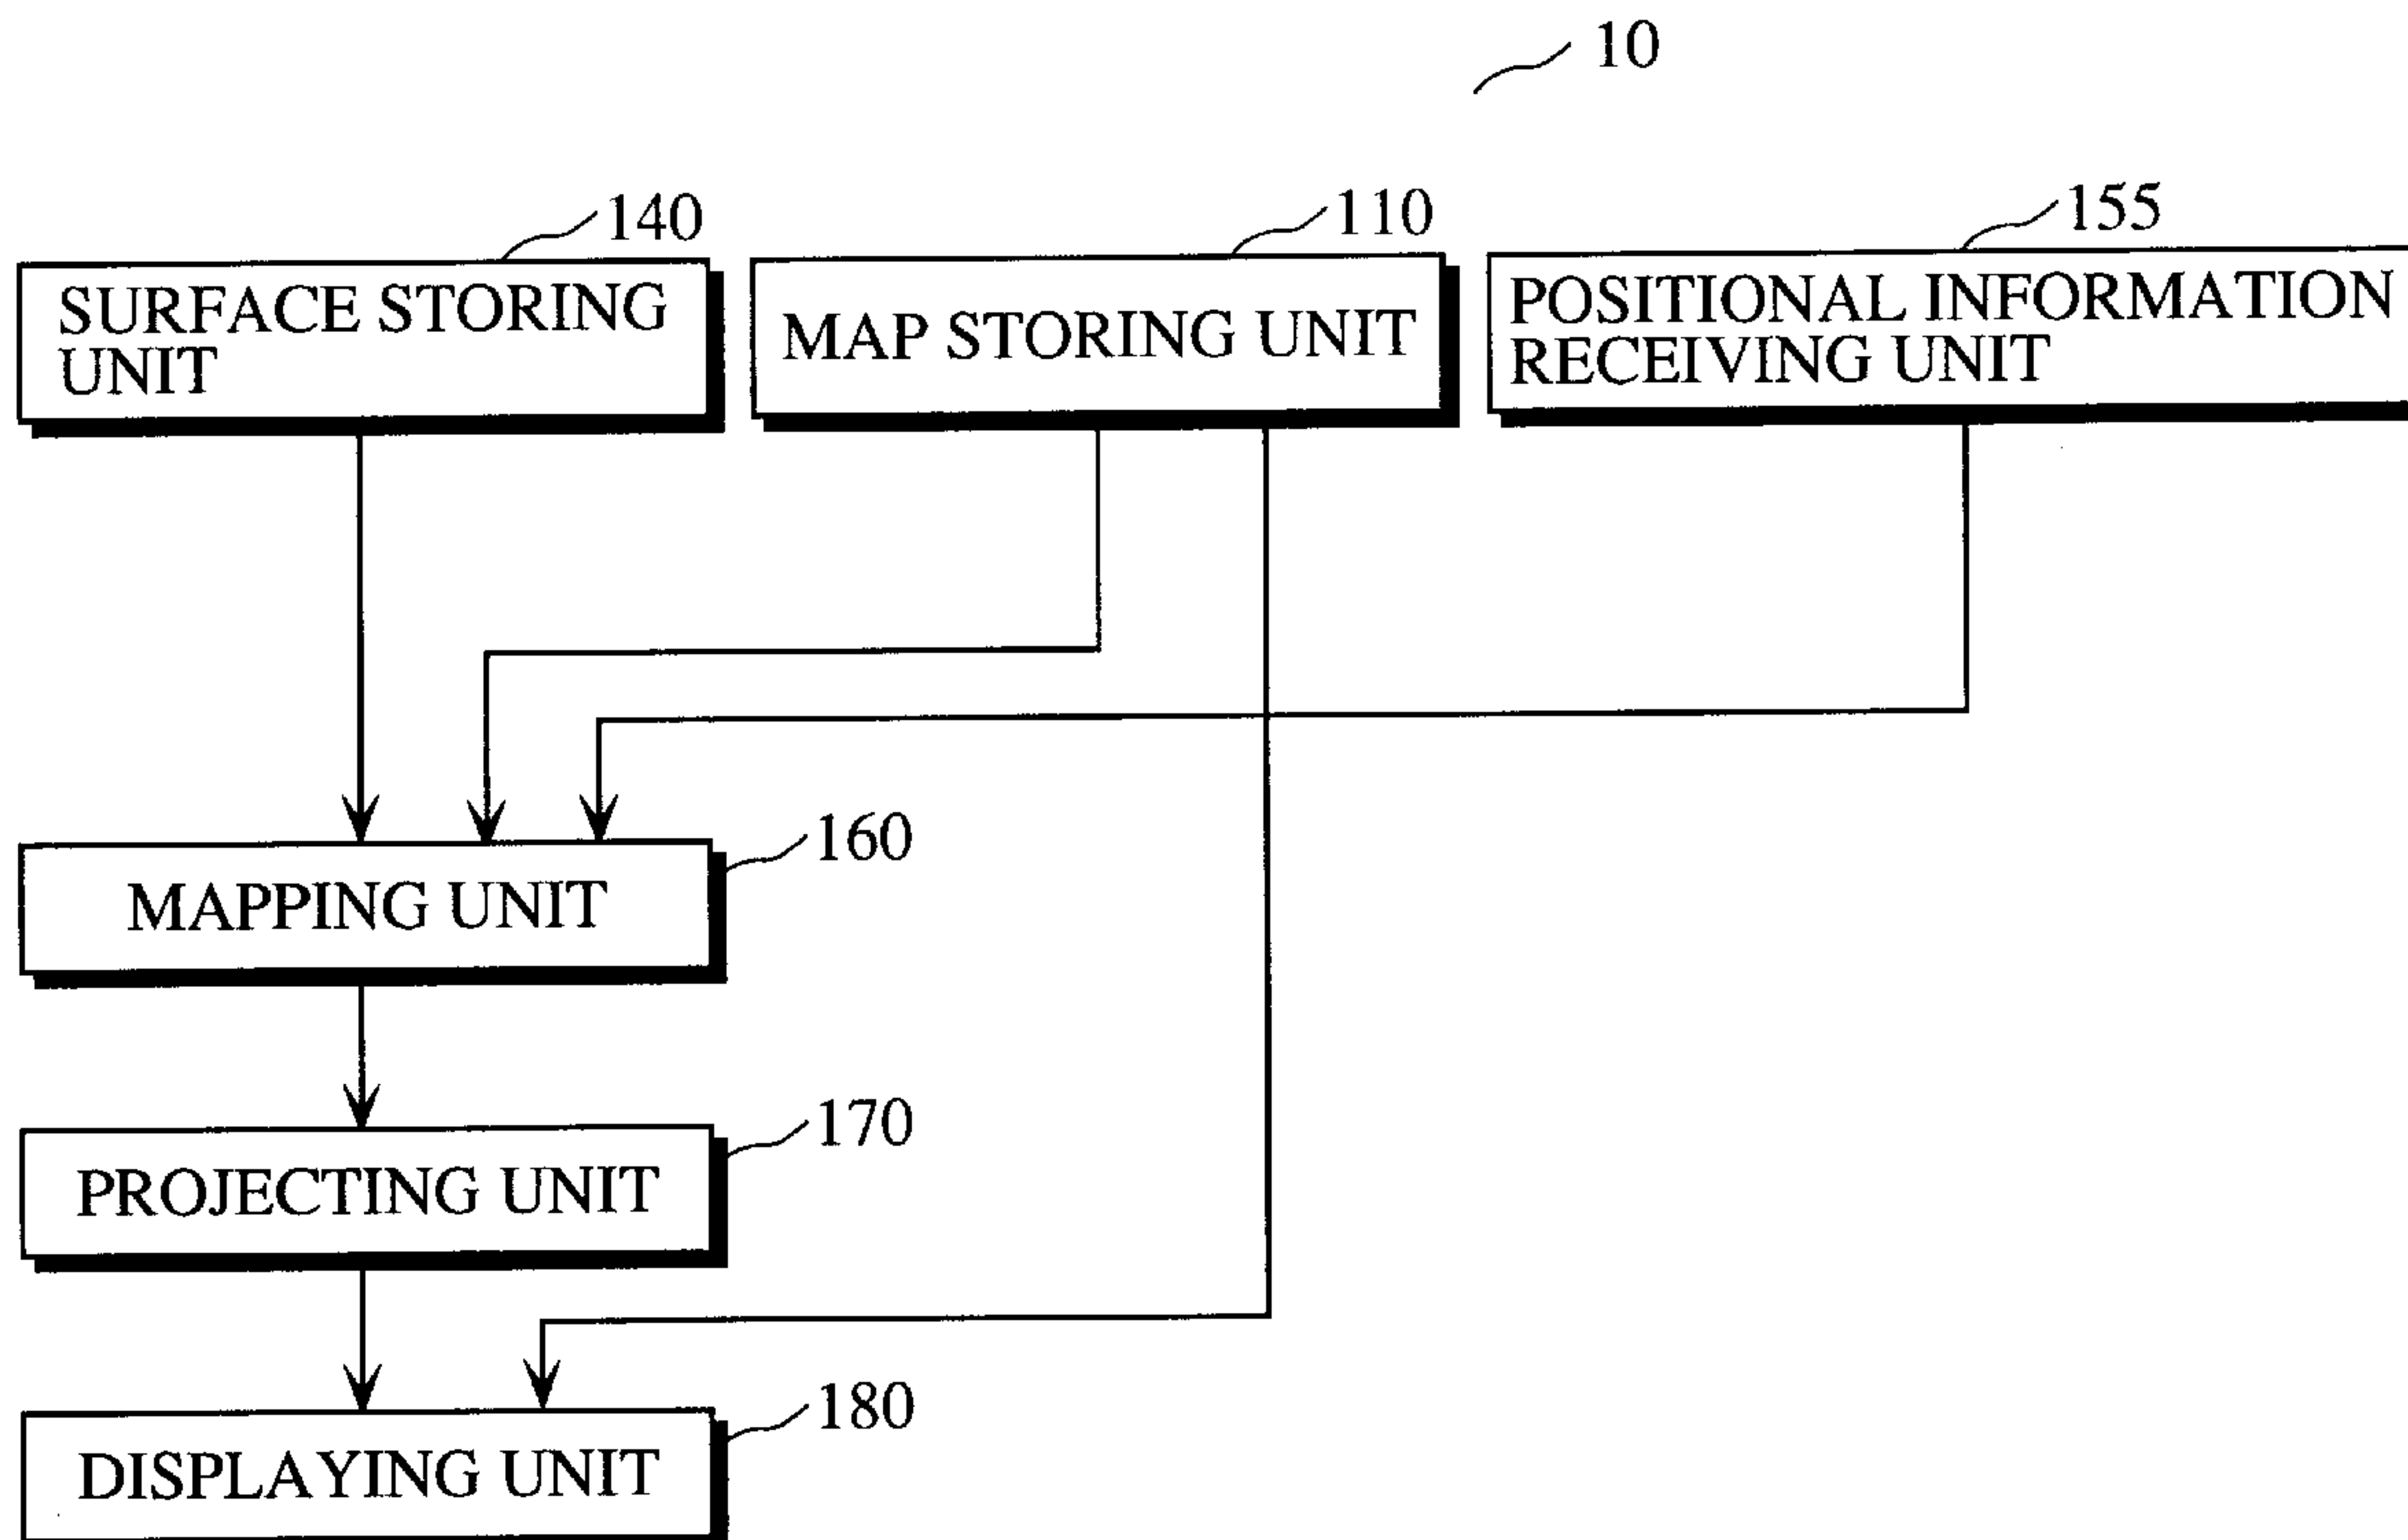 10
140
110
155
SURFACE STORING
UNIT
MAP STORING UNIT
POSITIONAL INFORMATION
RECEIVING UNIT
160
MAPPING UNIT
170
PROJECTING UNIT
180
DISPLAYING UNIT